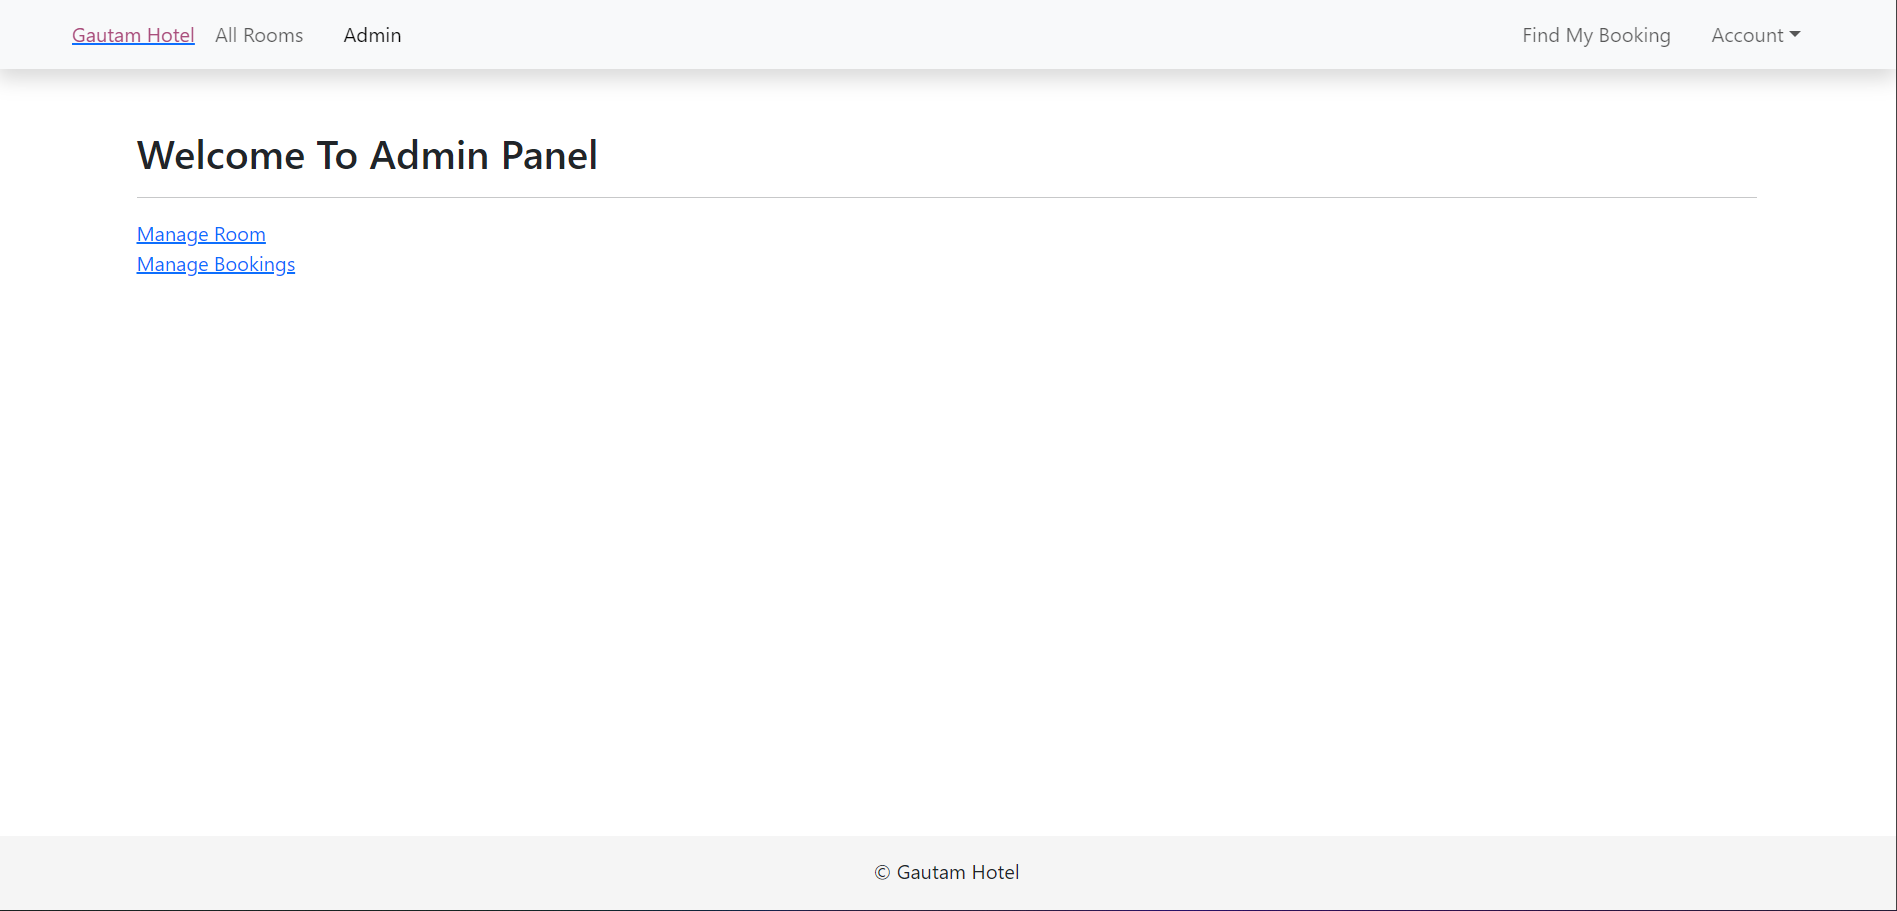 Gautam Hotel All Rooms Admin Find My Booking Account
Welcome To Admin Panel
Manage Room
Manage Bookings
© Gautam Hotel